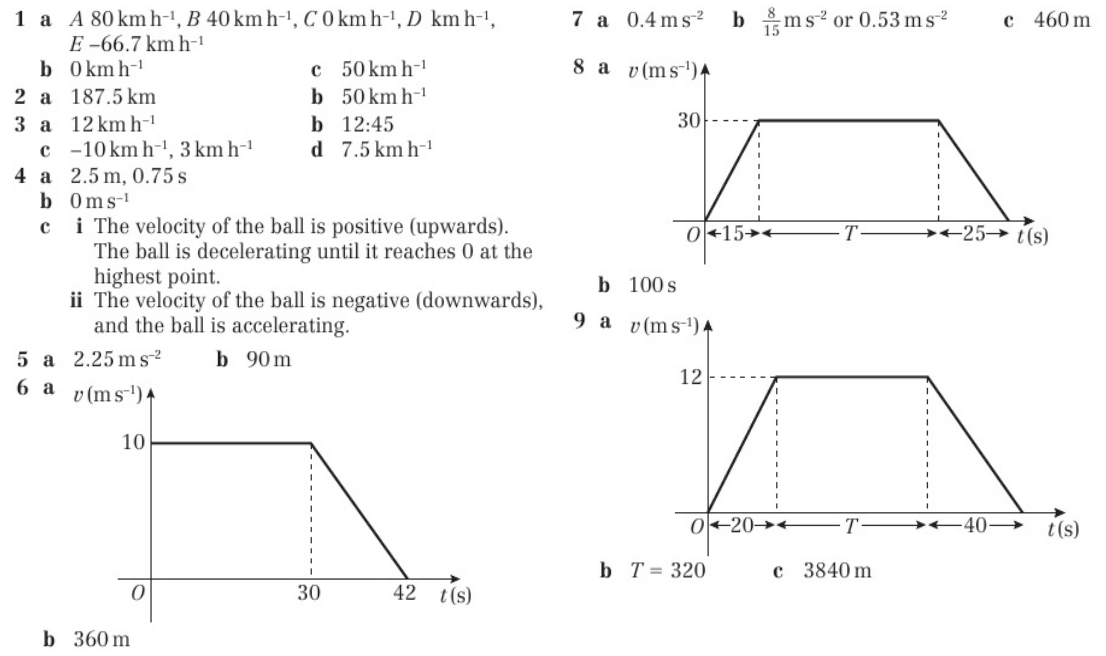 1 a A 80 km h⁻¹, B 40 km h⁻¹, C 0 km h⁻¹, D km h⁻¹,
E –66.7 km h⁻¹
b 0 km h⁻¹ c 50 km h⁻¹
2 a 187.5 km b 50 km h⁻¹
3 a 12 km h⁻¹ b 12:45
c –10 km h⁻¹, 3 km h⁻¹ d 7.5 km h⁻¹
4 a 2.5 m, 0.75 s
b 0 m s⁻¹
c i The velocity of the ball is positive (upwards).
The ball is decelerating until it reaches 0 at the
highest point.
ii The velocity of the ball is negative (downwards),
and the ball is accelerating.
5 a 2.25 m s⁻² b 90 m
6 a v (m s⁻¹)
10
O 30 42 t (s)
b 360 m
7 a 0.4 m s⁻² b 8/15 m s⁻² or 0.53 m s⁻² c 460 m
8 a v (m s⁻¹)
30
O 15 T 25 t (s)
b 100 s
9 a v (m s⁻¹)
12
O 20 T 40 t (s)
b T = 320 c 3840 m